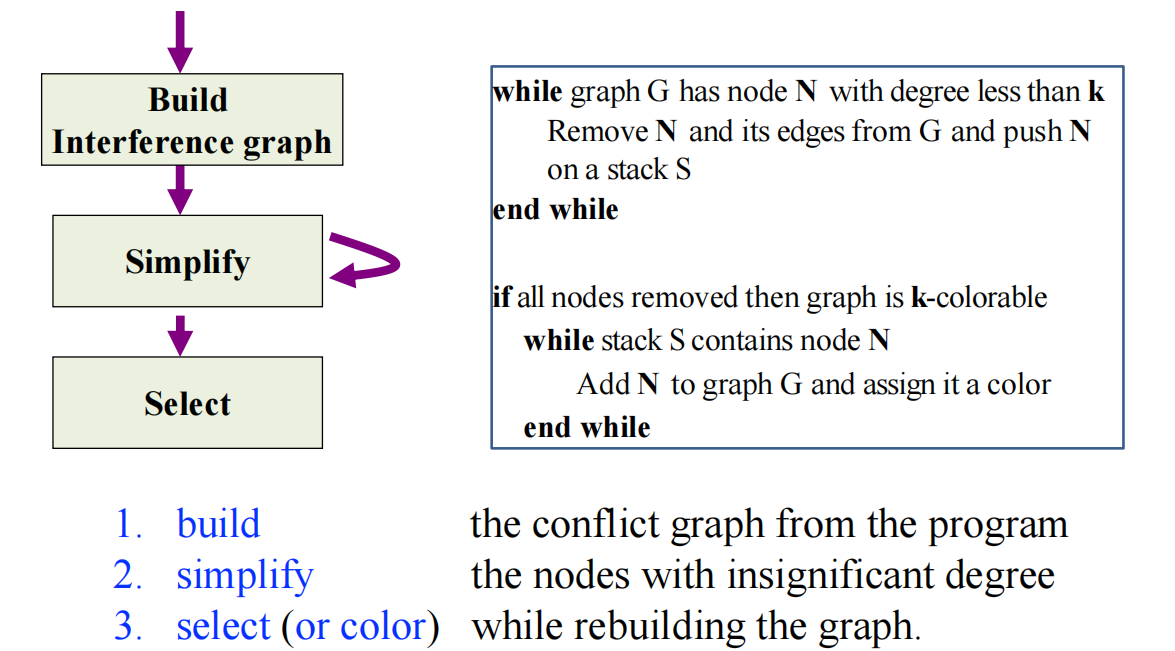 Build
Interference graph
Simplify
Select
while graph G has node N with degree less than k
Remove N and its edges from G and push N
on a stack S
end while
if all nodes removed then graph is k-colorable
while stack S contains node N
Add N to graph G and assign it a color
end while
1. build the conflict graph from the program
2. simplify the nodes with insignificant degree
3. select (or color) while rebuilding the graph.